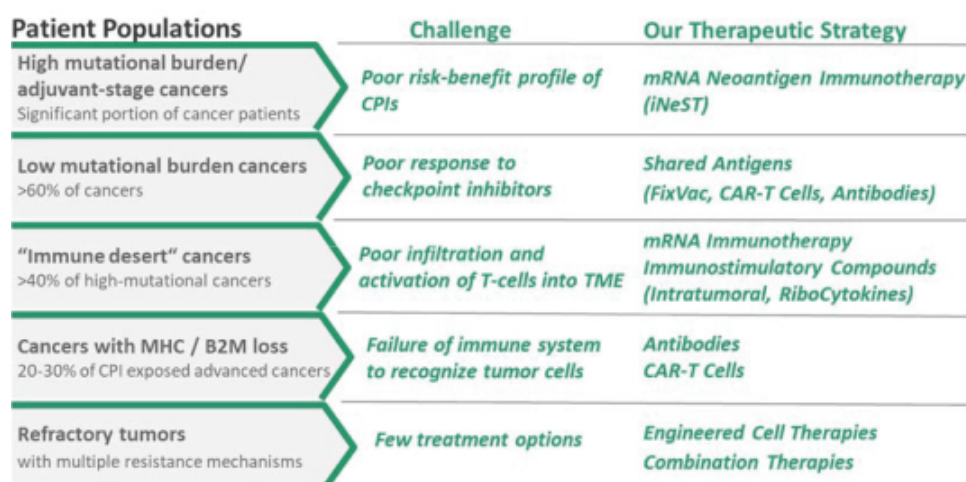 Patient Populations Challenge Our Therapeutic Strategy
High mutational burden/
adjuvant-stage cancers
Significant portion of cancer patients
Poor risk-benefit profile of
CPIs
mRNA Neoantigen Immunotherapy
(iNeST)
Low mutational burden cancers
>60% of cancers
Poor response to
checkpoint inhibitors
Shared Antigens
(FixVac, CAR-T Cells, Antibodies)
“Immune desert“ cancers
>40% of high-mutational cancers
Poor infiltration and
activation of T-cells into TME
mRNA Immunotherapy
Immunostimulatory Compounds
(Intratumoral, RiboCytokines)
Cancers with MHC / B2M loss
20-30% of CPI exposed advanced cancers
Failure of immune system
to recognize tumor cells
Antibodies
CAR-T Cells
Refractory tumors
with multiple resistance mechanisms
Few treatment options
Engineered Cell Therapies
Combination Therapies